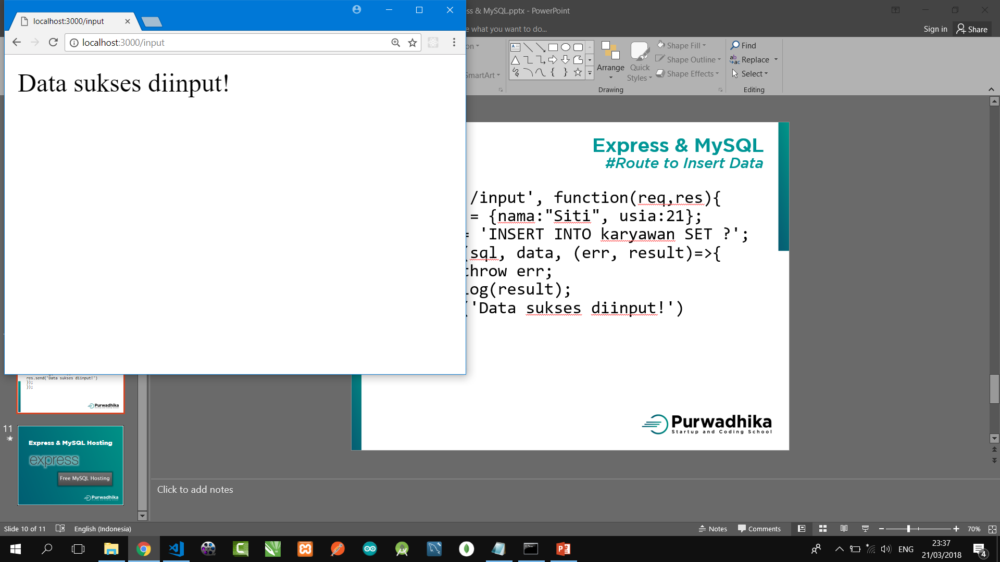 localhost:3000/input
localhost:3000/input
Data sukses diinput!
ss & MySQL.pptx - PowerPoint
e what you want to do...
Sign in
Share
on
SmartArt
Arrange
Quick
Styles
Shape Fill
Shape Outline
Shape Effects
Drawing
Find
Replace
Select
Editing
Express & MySQL
#Route to Insert Data
/input', function(req,res){
= {nama:"Siti", usia:21};
= 'INSERT INTO karyawan SET ?';
(sql, data, (err, result)=>{
throw err;
log(result);
('Data sukses diinput!')
Purwadhika
Startup and Coding School
res.send('Data sukses diinput!')
});
});
Purwadhika
Startup and Coding School
11
Express & MySQL Hosting
express
Free MySQL Hosting
Purwadhika
Click to add notes
Slide 10 of 11
English (Indonesia)
Notes
Comments
70%
ENG
23:37
21/03/2018
4